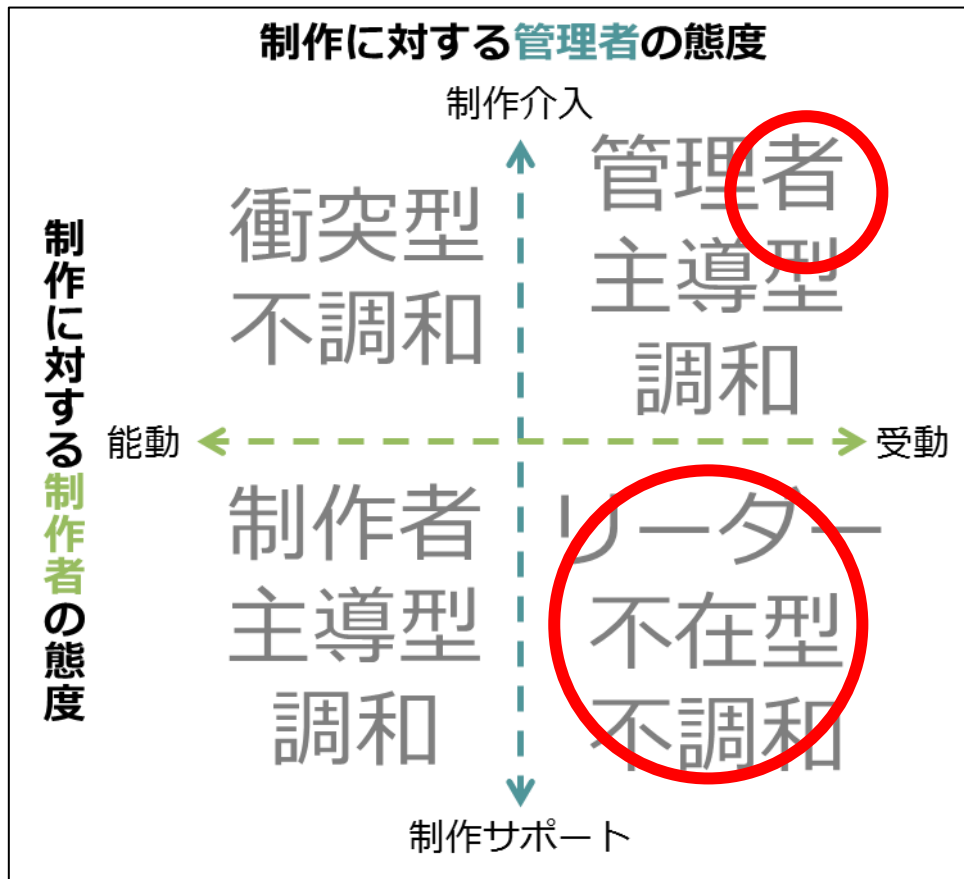 制作に対する管理者の態度
制作介入
衝突型
不調和
管理者
主導型
調和
制作に対する制作者の態度
能動
受動
制作者
主導型
調和
リーダー
不在型
不調和
制作サポート